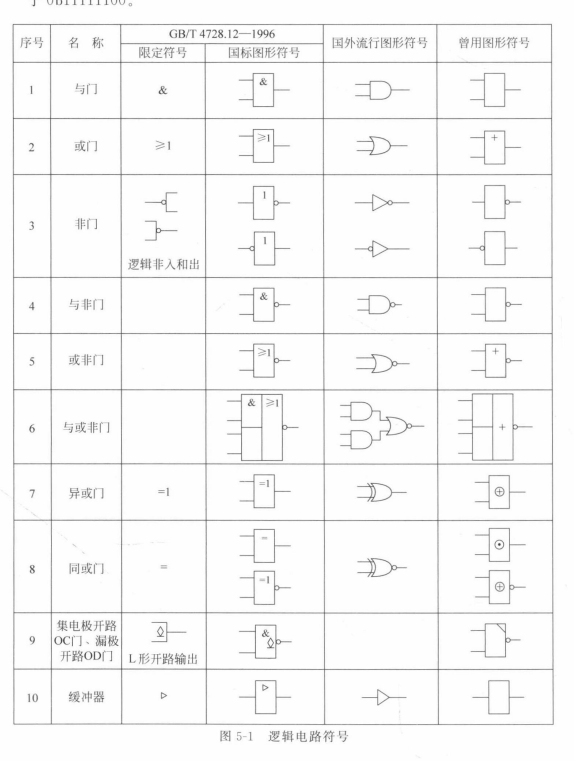 于 0B11111100。
序号 名 称 GB/T 4728.12—1996 国外流行图形符号 曾用图形符号
限定符号 国标图形符号
1 与门 & &
2 或门 ≥1 ≥1 +
3 非门 1
1
逻辑非入和出
4 与非门 &
5 或非门 ≥1 +
6 与或非门 & ≥1 +
7 异或门 =1 =1
8 同或门 = =
=1
9 集电极开路
OC门、漏极
开路OD门
L形开路输出 &
10 缓冲器
图 5-1 逻辑电路符号